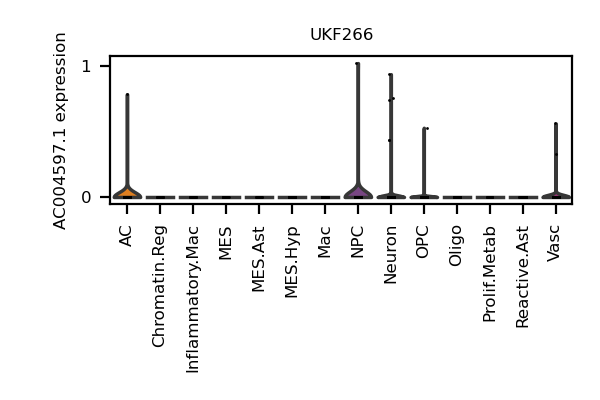 UKF266
AC004597.1 expression
1
0
AC
Chromatin.Reg
Inflammatory.Mac
MES
MES.Ast
MES.Hyp
Mac
NPC
Neuron
OPC
Oligo
Prolif.Metab
Reactive.Ast
Vasc